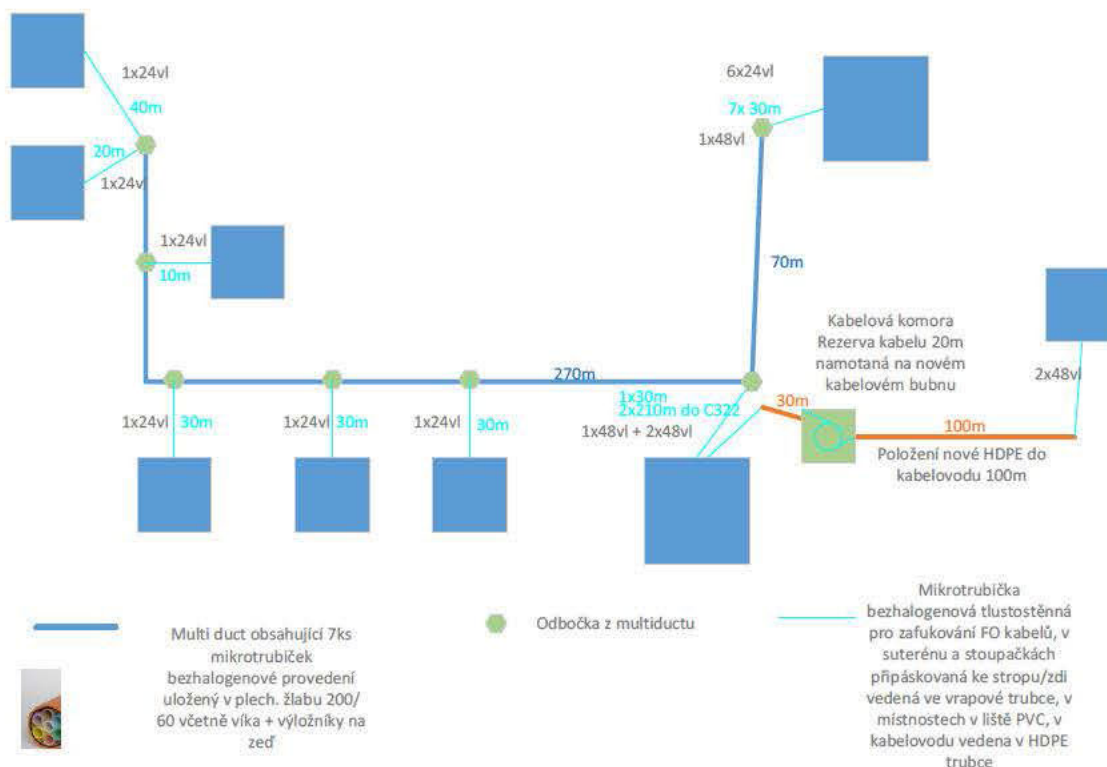 1x24vl
40m
20m
1x24vl
1x24vl
10m
6x24vl
7x 30m
1x48vl
70m
Kabelová komora
Rezerva kabelu 20m
namotaná na novém
kabelovém bubnu
2x48vl
270m
1x30m
2x210m do C322
1x48vl + 2x48vl
30m
100m
Položení nové HDPE do
kabelovodu 100m
1x24vl 30m
1x24vl 30m
1x24vl 30m
Multi duct obsahující 7ks
mikrotrubiček
bezhalogenové provedení
uložený v plech. žlabu 200/
60 včetně víka + výložníky na
zeď
Odbočka z multiductu
Mikrotrubička
bezhalogenová tlustostěnná
pro zafukování FO kabelů, v
suterénu a stoupačkách
připáskovaná ke stropu/zdi
vedená ve vrapové trubce, v
místnostech v liště PVC, v
kabelovodu vedena v HDPE
trubce